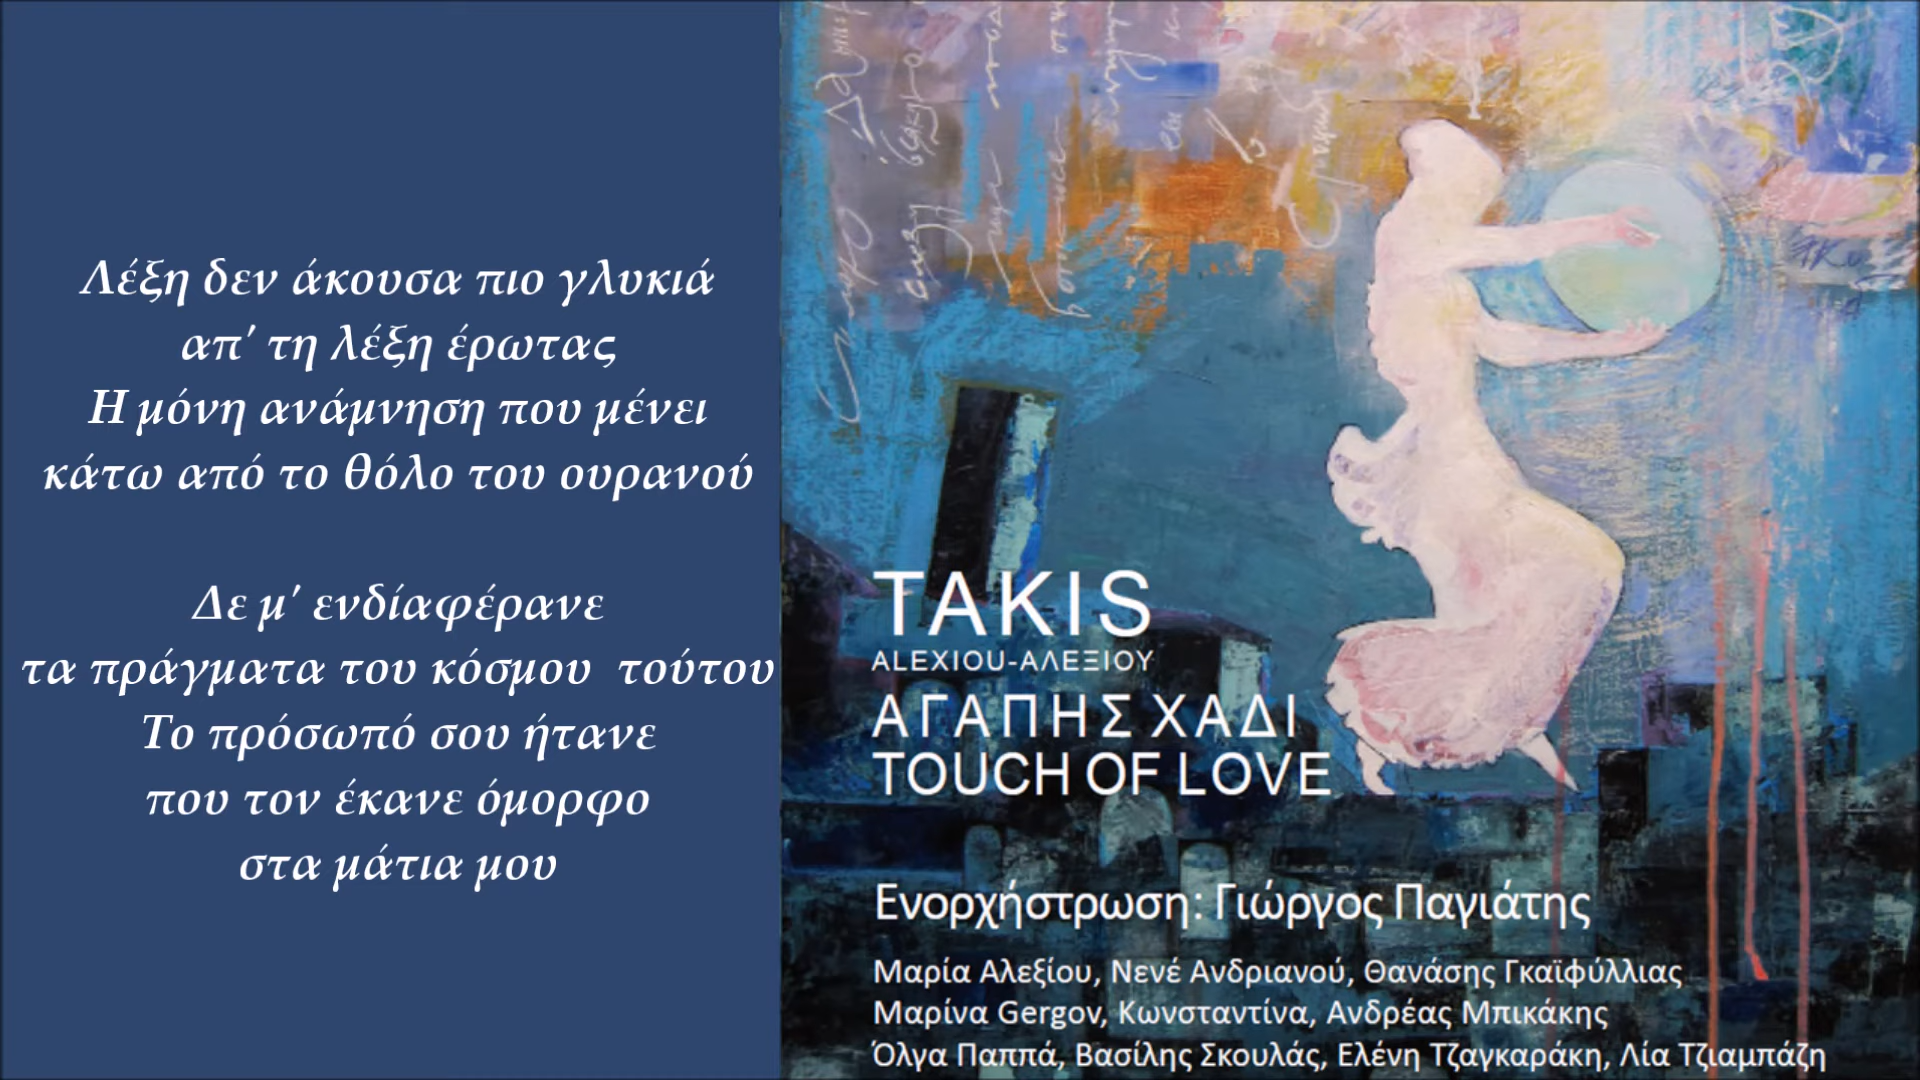 Λέξη δεν άκουσα πιο γλυκιά
απ' τη λέξη έρωτας
Η μόνη ανάμνηση που μένει
κάτω από το θόλο του ουρανού
Δε μ' ενδίαφέρανε
τα πράγματα του κόσμου τούτου
Το πρόσωπό σου ήτανε
που τον έκανε όμορφο
στα μάτια μου
TAKIS
ALEXIOU-ΑΛΕΞΙΟΥ
ΑΓΑΠΗΣ ΧΑΔΙ
TOUCH OF LOVE
Ενορχήστρωση: Γιώργος Παγιάτης
Μαρία Αλεξίου, Νενέ Ανδριανού, Θανάσης Γκαϊφύλλιας
Μαρίνα Gergov, Κωνσταντίνα, Ανδρέας Μπικάκης
Όλγα Παππά, Βασίλης Σκουλάς, Ελένη Τζαγκαράκη, Λία Τζιαμπάζη